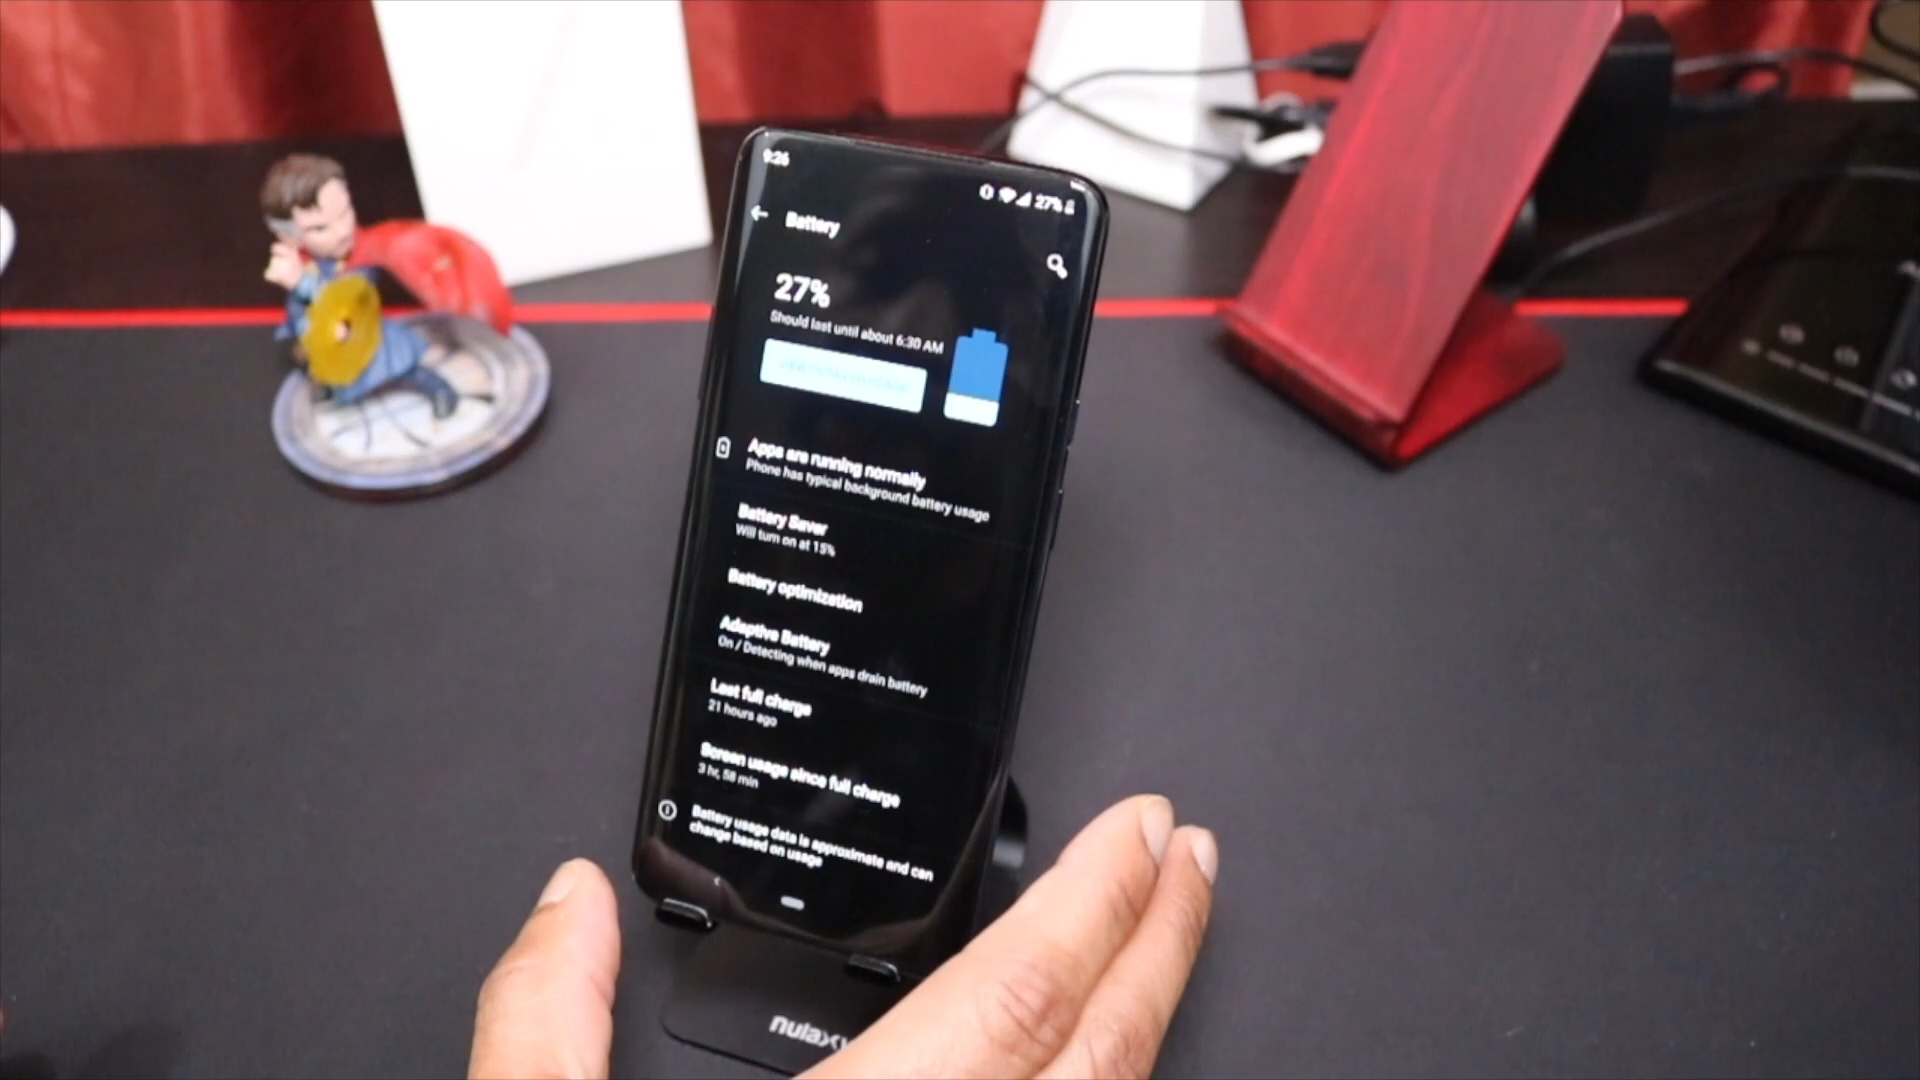 9:26
27%
Battery
27%
Should last until about 6:30 AM
Apps are running normally
Phone has typical background battery usage
Battery Saver
Will turn on at 15%
Battery optimization
Adaptive Battery
On / Detecting when apps drain battery
Last full charge
21 hours ago
Screen usage since full charge
3 hr, 58 min
Battery usage data is approximate and can
change based on usage